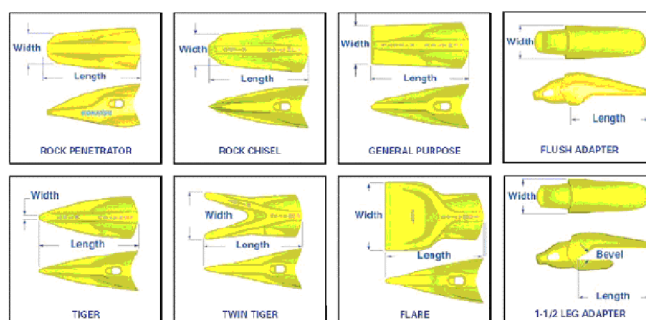 Width
Length
ROCK PENETRATOR
Width
Length
ROCK CHISEL
Width
Length
GENERAL PURPOSE
Width
Length
FLUSH ADAPTER
Width
Length
TIGER
Width
Length
TWIN TIGER
Width
Length
FLARE
Width
Bevel
Length
1-1/2 LEG ADAPTER